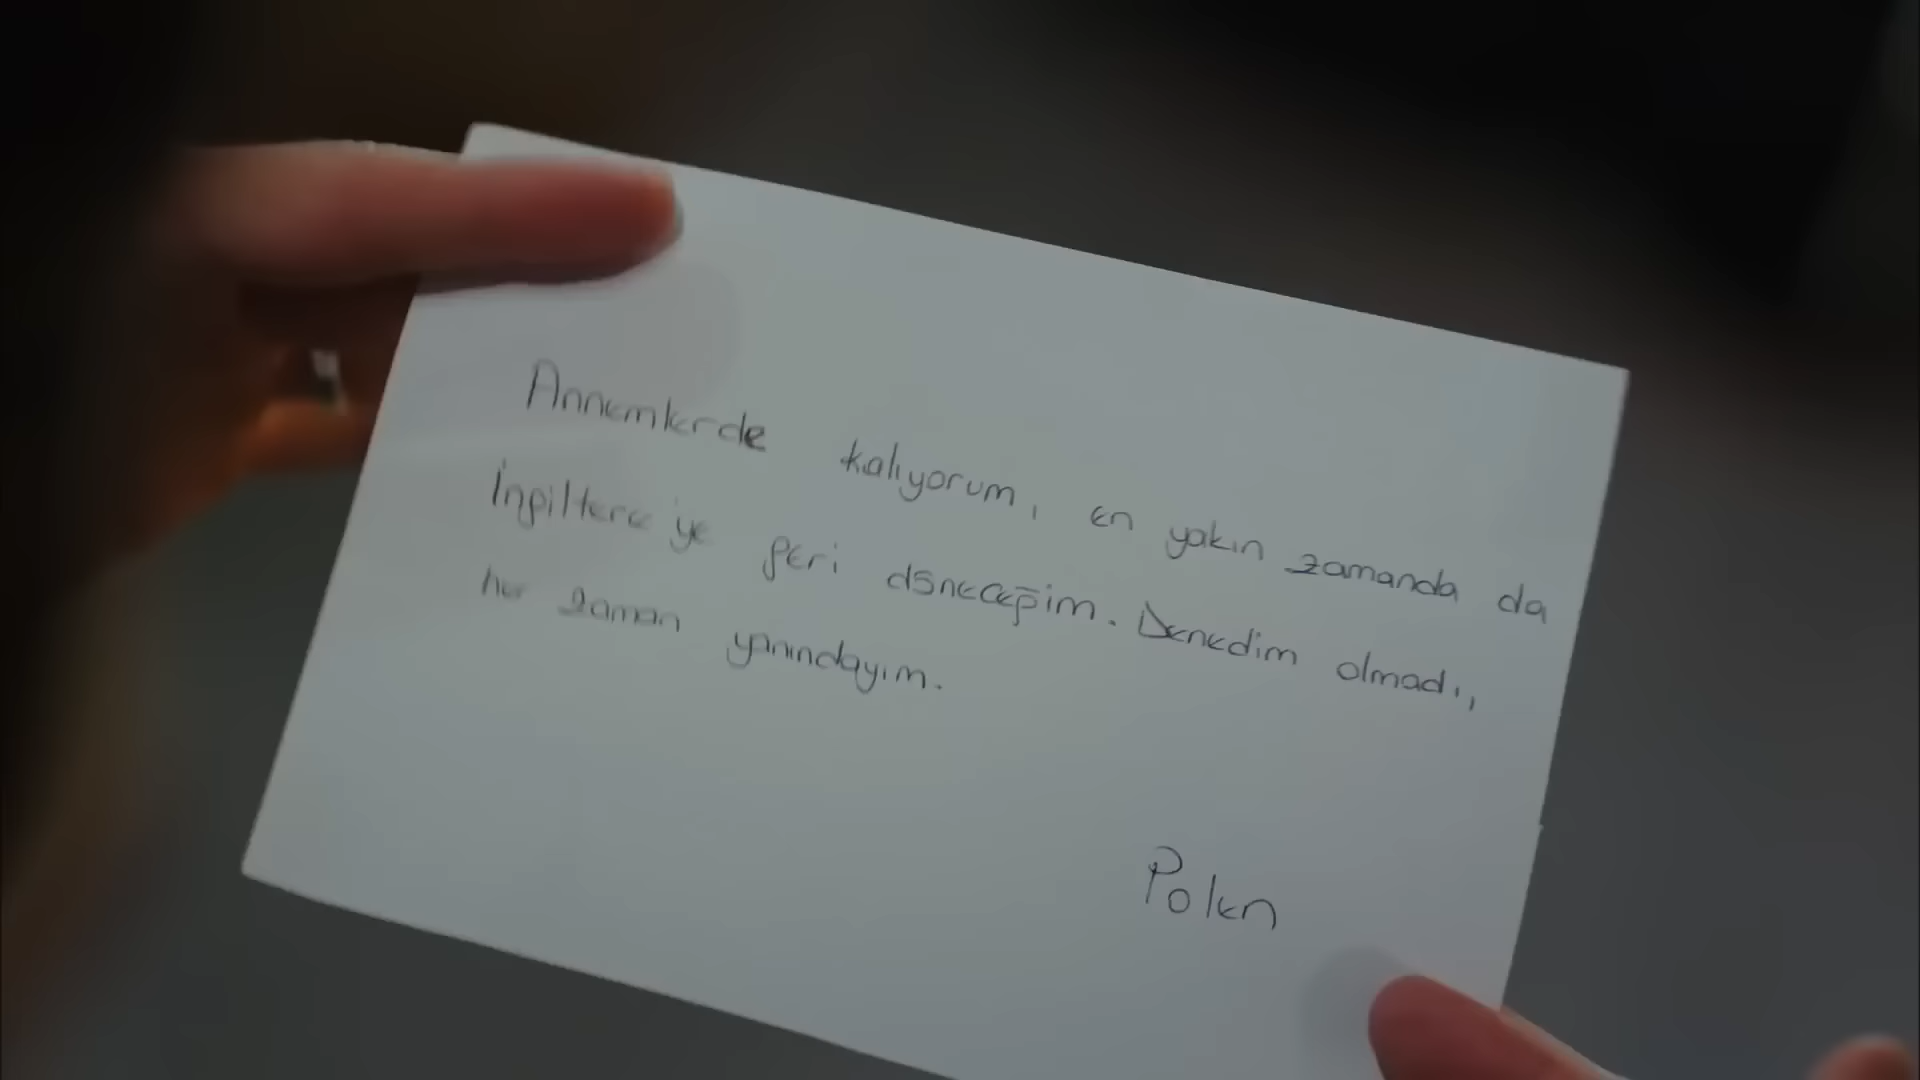 Annemlerde kalıyorum, en yakın zamanda da
İngiltere'ye geri döneceğim. Denedim olmadı,
her zaman yanındayım.
Polen